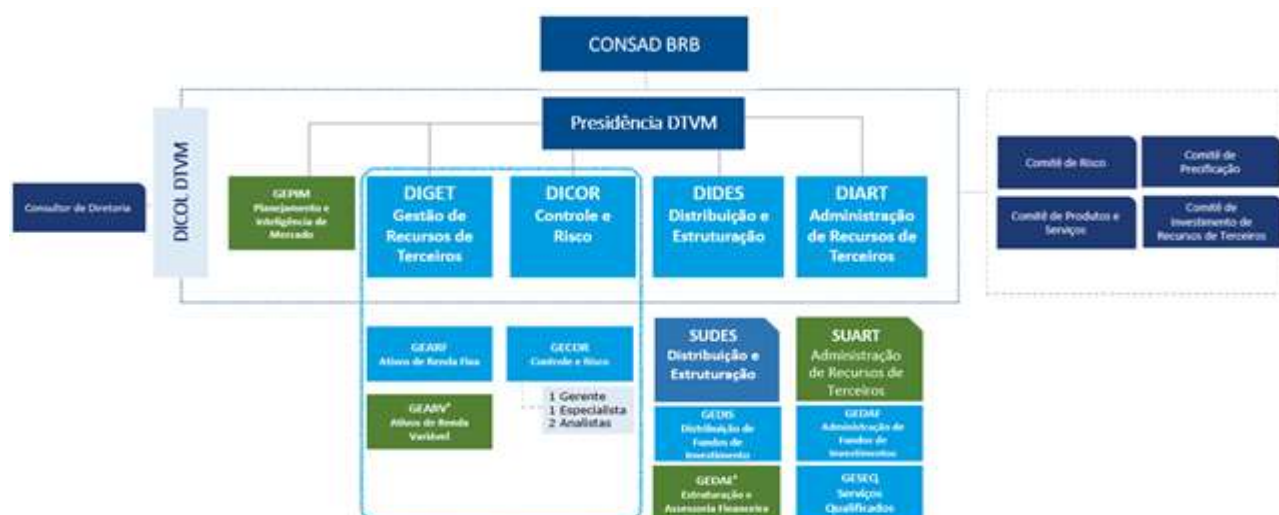 CONSAD BRB
Presidência DTVM
DICOL DTVM
Consultor de Diretoria
GEPIM
Planejamento e
Inteligência de
Mercado
DIGET
Gestão de
Recursos de
Terceiros
DICOR
Controle e
Risco
DIDES
Distribuição e
Estruturação
DIART
Administração
de Recursos de
Terceiros
Comitê de Risco
Comitê de
Precificação
Comitê de Produtos e
Serviços
Comitê de
Investimento de
Recursos de Terceiros
GEARF
Ativos de Renda Fixa
GEARV*
Ativos de Renda
Variável
GECOR
Controle e Risco
1 Gerente
1 Especialista
2 Analistas
SUDES
Distribuição e
Estruturação
GEDIS
Distribuição de
Fundos de
Investimento
GEDAE*
Estruturação e
Assessoria Financeira
SUART
Administração
de Recursos de
Terceiros
GEDAF
Administração de
Fundos de
Investimentos
GESEQ
Serviços
Qualificados